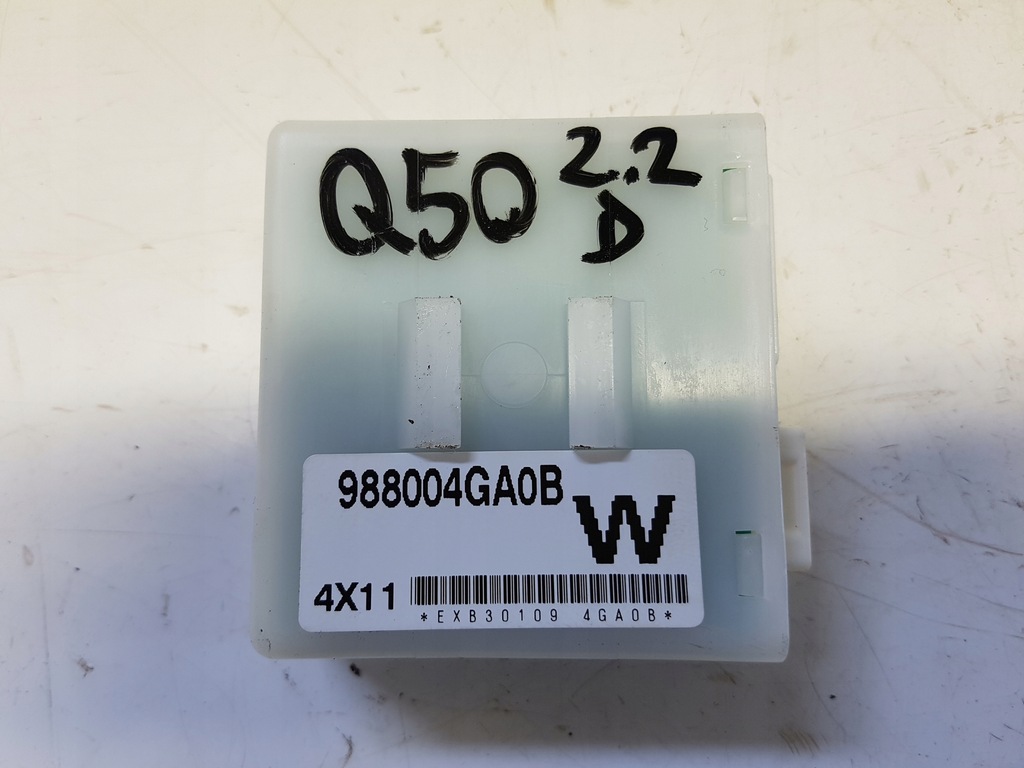 Q50 2.2
D
988004GA0B
W
4X11
*EXB30109 4GA0B*